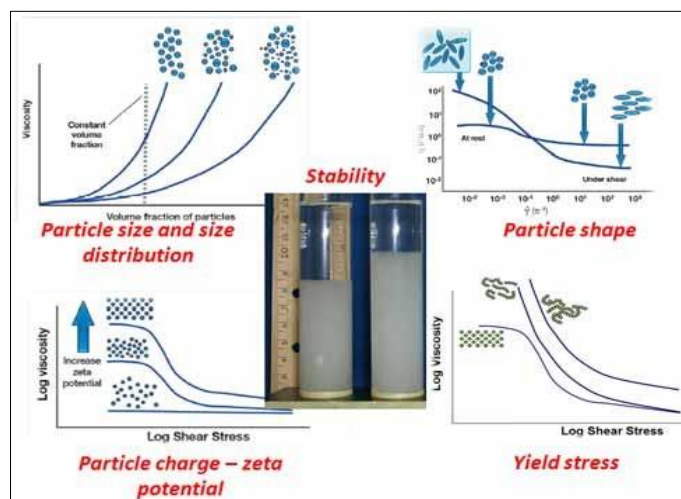 Viscosity
Constant
volume
fraction
Volume fraction of particles
Particle size and size
distribution
At rest
Under shear
Particle shape
Stability
Log viscosity
Increase
zeta
potential
Log Shear Stress
Particle charge – zeta
potential
Log viscosity
Log Shear Stress
Yield stress